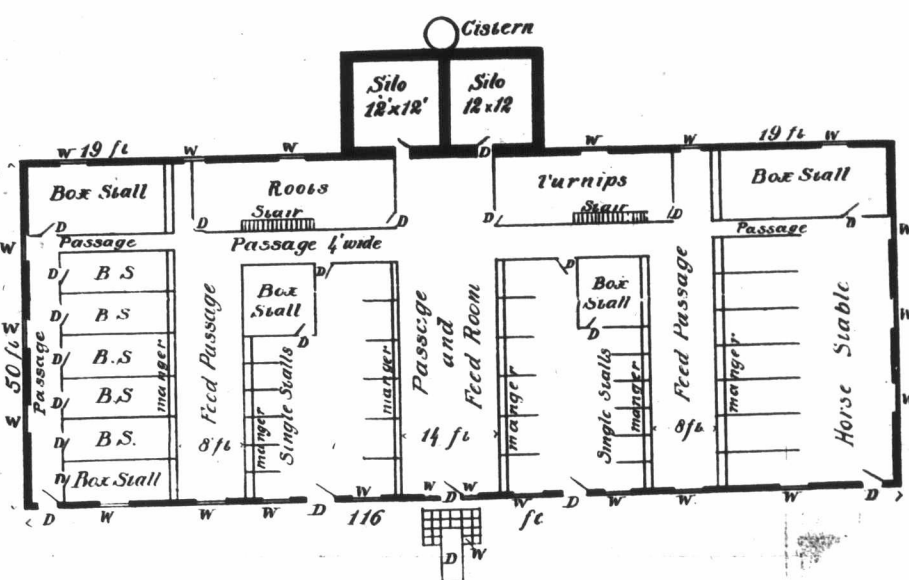 Cistern
Silo
12'x12'
Silo
12x12
W 19 ft W W D W W 19 ft W
Box Stall
Roots
Turnips
Box Stall
Stair
Stair
D D D D D D
Passage
Passage 4' wide
Passage
W W
D B S
D B S
D B.S
D B.S
D B S.
D Box Stall
W W W
50 ft
Passage
manger
Feed Passage
8 ft
D
Box
Stall
D
manger
Single Stalls
manger
Passage
and
Feed Room
14 ft
manger
D
Box
Stall
D
Single Stalls
manger
Feed Passage
8 ft
manger
Horse Stable
W W
D W W W D W D W W D W W W D
116 ft
D W